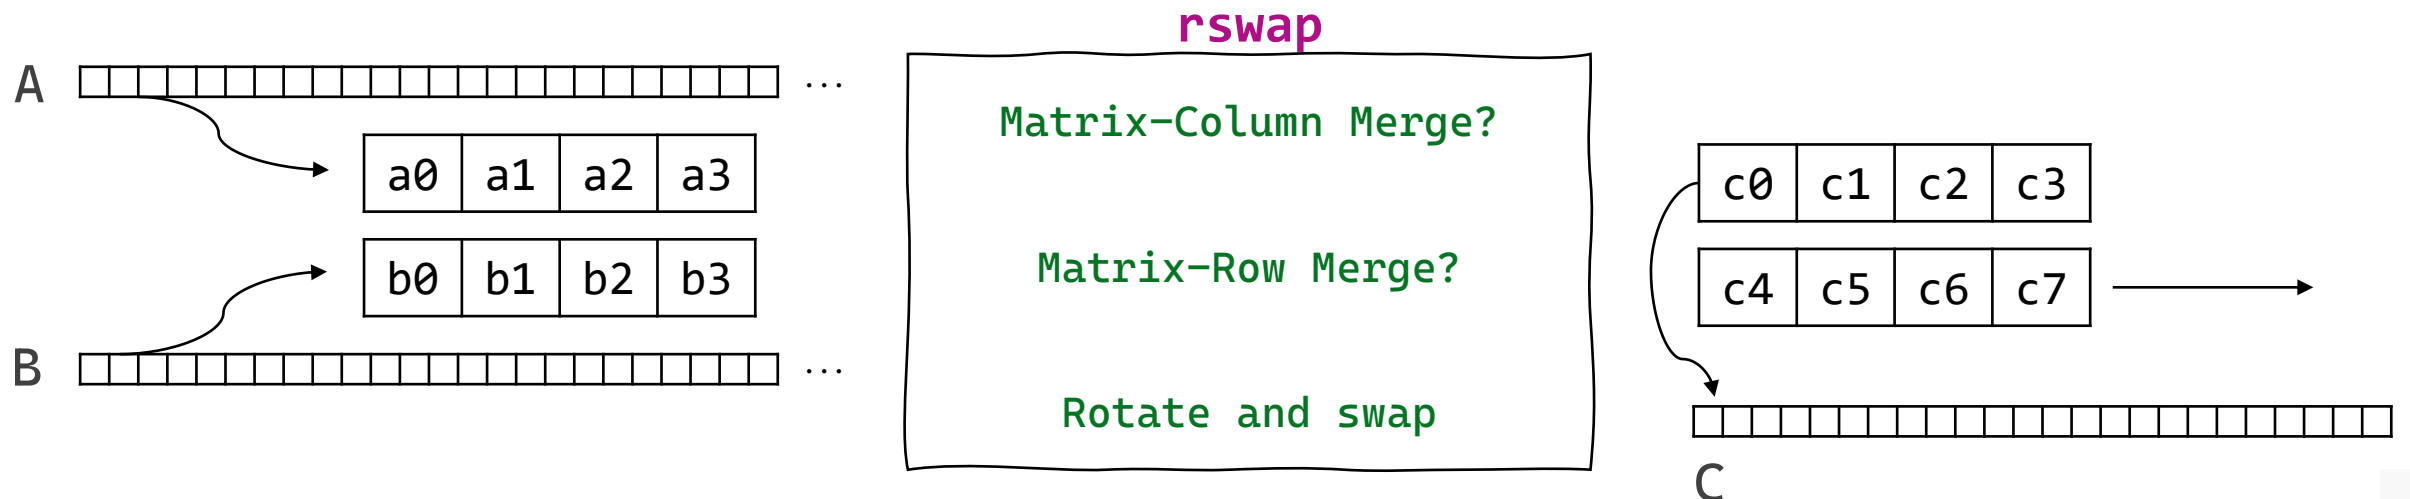 rswap
A
...
a0 a1 a2 a3
b0 b1 b2 b3
B
...
Matrix-Column Merge?
Matrix-Row Merge?
Rotate and swap
c0 c1 c2 c3
c4 c5 c6 c7
C